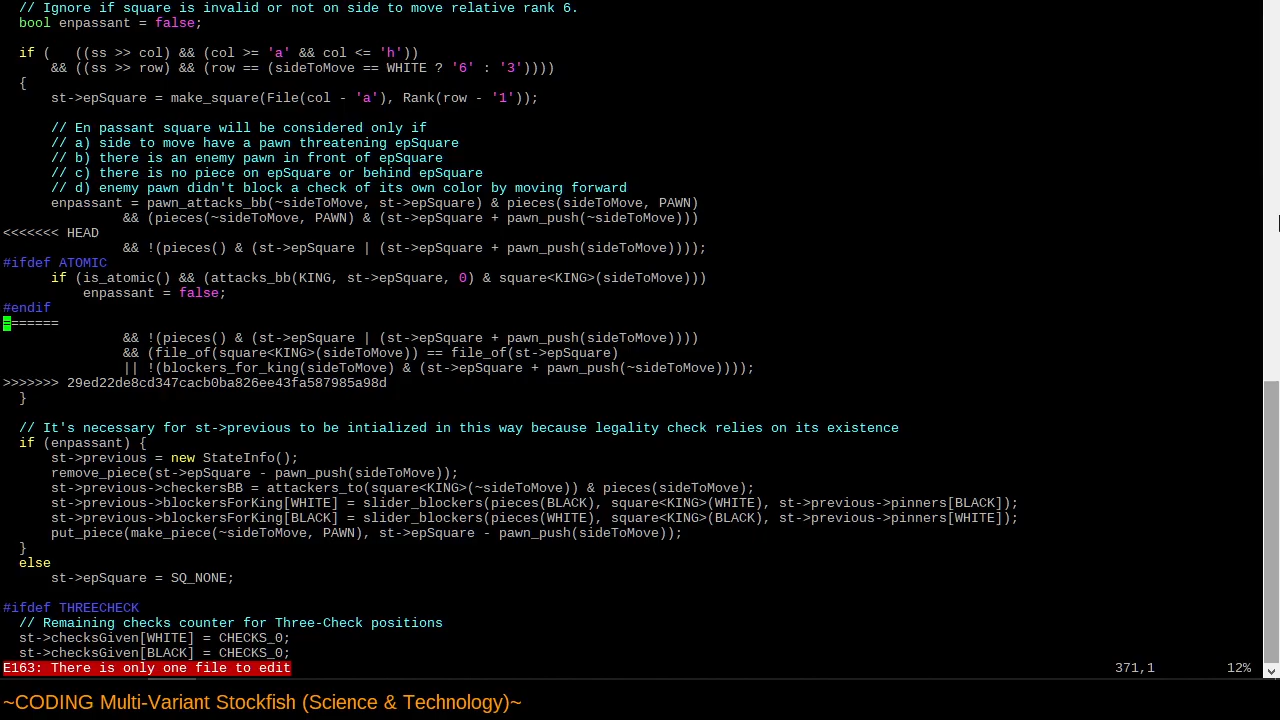 // Ignore if square is invalid or not on side to move relative rank 6.
bool enpassant = false;
if (   ((ss >> col) && (col >= 'a' && col <= 'h'))
&& ((ss >> row) && (row == (sideToMove == WHITE ? '6' : '3'))))
{
st->epSquare = make_square(File(col - 'a'), Rank(row - '1'));
// En passant square will be considered only if
// a) side to move have a pawn threatening epSquare
// b) there is an enemy pawn in front of epSquare
// c) there is no piece on epSquare or behind epSquare
// d) enemy pawn didn't block a check of its own color by moving forward
enpassant = pawn_attacks_bb(~sideToMove, st->epSquare) & pieces(sideToMove, PAWN)
&& (pieces(~sideToMove, PAWN) & (st->epSquare + pawn_push(~sideToMove)))
<<<<<<< HEAD
&& !(pieces() & (st->epSquare | (st->epSquare + pawn_push(sideToMove))));
#ifdef ATOMIC
if (is_atomic() && (attacks_bb(KING, st->epSquare, 0) & square<KING>(sideToMove)))
enpassant = false;
#endif
=======
&& !(pieces() & (st->epSquare | (st->epSquare + pawn_push(sideToMove))))
&& (file_of(square<KING>(sideToMove)) == file_of(st->epSquare)
|| !(blockers_for_king(sideToMove) & (st->epSquare + pawn_push(~sideToMove))));
>>>>>>> 29ed22de8cd347cacb0ba826ee43fa587985a98d
}
// It's necessary for st->previous to be intialized in this way because legality check relies on its existence
if (enpassant) {
st->previous = new StateInfo();
remove_piece(st->epSquare - pawn_push(sideToMove));
st->previous->checkersBB = attackers_to(square<KING>(~sideToMove)) & pieces(sideToMove);
st->previous->blockersForKing[WHITE] = slider_blockers(pieces(BLACK), square<KING>(WHITE), st->previous->pinners[BLACK]);
st->previous->blockersForKing[BLACK] = slider_blockers(pieces(WHITE), square<KING>(BLACK), st->previous->pinners[WHITE]);
put_piece(make_piece(~sideToMove, PAWN), st->epSquare - pawn_push(sideToMove));
}
else
st->epSquare = SQ_NONE;
#ifdef THREECHECK
// Remaining checks counter for Three-Check positions
st->checksGiven[WHITE] = CHECKS_0;
st->checksGiven[BLACK] = CHECKS_0;
E163: There is only one file to edit 371,1 12%
~CODING Multi-Variant Stockfish (Science & Technology)~